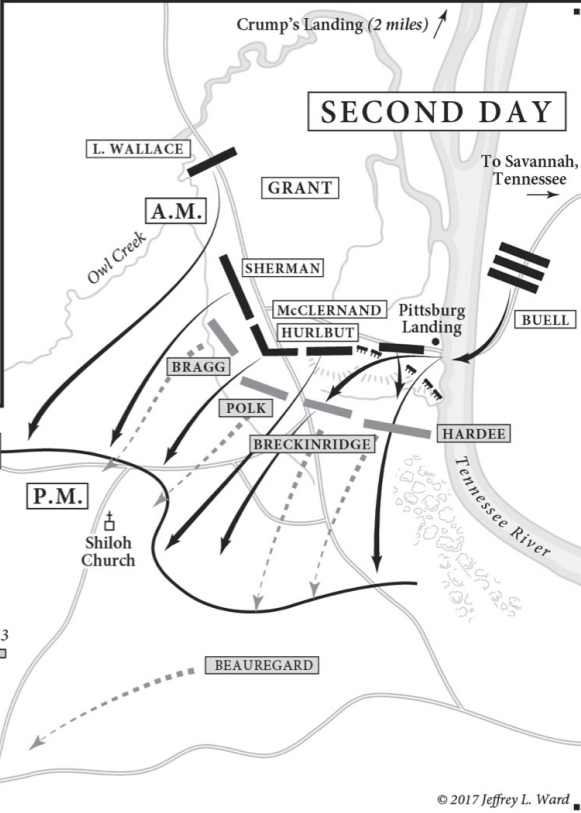 Crump's Landing (2 miles)
SECOND DAY
L. WALLACE
To Savannah,
Tennessee
GRANT
A.M.
Owl Creek
SHERMAN
McCLERNAND
Pittsburg
Landing
HURLBUT
BUELL
BRAGG
POLK
BRECKINRIDGE
HARDEE
Tennessee River
P.M.
Shiloh
Church
3
BEAUREGARD
© 2017 Jeffrey L. Ward